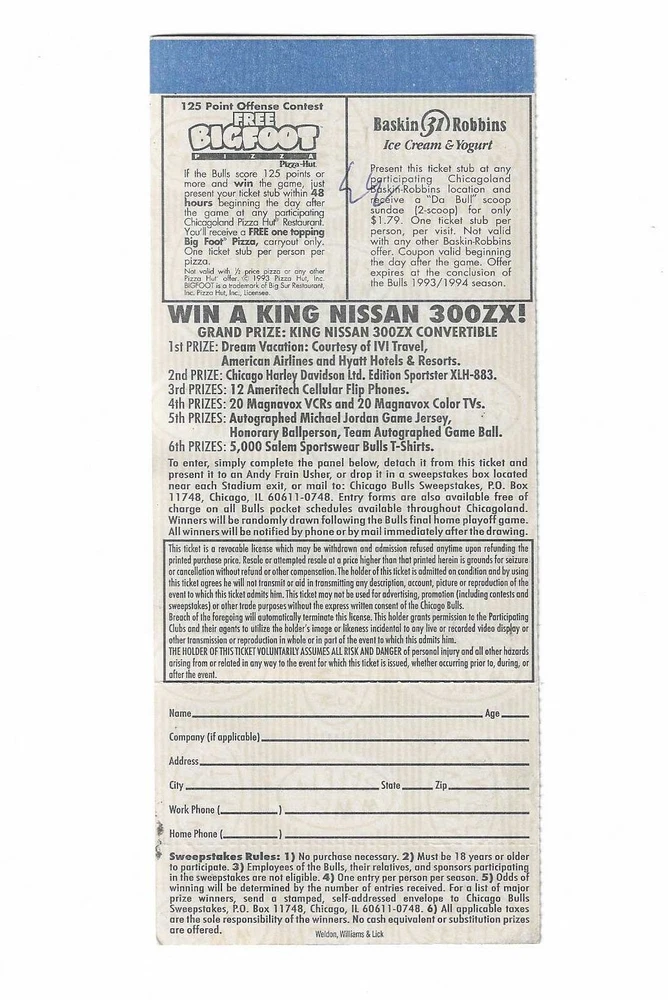 125 Point Offense Contest
FREE
BIGFOOT
PIZZA
Pizza Hut
If the Bulls score 125 points or
more and win the game, just
present your ticket stub within 48
hours beginning the day after
the game at any participating
Chicagoland Pizza Hut® Restaurant.
You'll receive a FREE one topping
Big Foot® Pizza, carryout only.
One ticket stub per person per
pizza.
Not valid with ½ price pizza or any other
Pizza Hut® offer. © 1993 Pizza Hut, Inc.
BIGFOOT is a trademark of Big Sur Restaurant,
Inc. Pizza Hut, Inc., Licensee.
Baskin 31 Robbins
Ice Cream & Yogurt
Present this ticket stub at any
participating Chicagoland
Baskin-Robbins location and
receive a "Da Bull" scoop
sundae (2-scoop) for only
$1.79. One ticket stub per
person, per visit. Not valid
with any other Baskin-Robbins
offer. Coupon valid beginning
the day after the game. Offer
expires at the conclusion of
the Bulls 1993/1994 season.
WIN A KING NISSAN 300ZX!
GRAND PRIZE: KING NISSAN 300ZX CONVERTIBLE
1st PRIZE: Dream Vacation: Courtesy of IVI Travel,
American Airlines and Hyatt Hotels & Resorts.
2nd PRIZE: Chicago Harley Davidson Ltd. Edition Sportster XLH-883.
3rd PRIZES: 12 Ameritech Cellular Flip Phones.
4th PRIZES: 20 Magnavox VCRs and 20 Magnavox Color TVs.
5th PRIZES: Autographed Michael Jordan Game Jersey,
Honorary Ballperson, Team Autographed Game Ball.
6th PRIZES: 5,000 Salem Sportswear Bulls T-Shirts.
To enter, simply complete the panel below, detach it from this ticket and
present it to an Andy Frain Usher, or drop it in a sweepstakes box located
near each Stadium exit, or mail to: Chicago Bulls Sweepstakes, P.O. Box
11748, Chicago, IL 60611-0748. Entry forms are also available free of
charge on all Bulls pocket schedules available throughout Chicagoland.
Winners will be randomly drawn following the Bulls final home playoff game.
All winners will be notified by phone or by mail immediately after the drawing.
This ticket is a revocable license which may be withdrawn and admission refused anytime upon refunding the
printed purchase price. Resale or attempted resale at a price higher than that printed herein is grounds for seizure
or cancellation without refund or other compensation. The holder of this ticket is admitted on condition and by using
this ticket agrees he will not transmit or aid in transmitting any description, account, picture or reproduction of the
event to which this ticket admits him. This ticket may not be used for advertising, promotion (including contests and
sweepstakes) or other trade purposes without the express written consent of the Chicago Bulls.
Breach of the foregoing will automatically terminate this license. This holder grants permission to the Participating
Clubs and their agents to utilize the holder's image or likeness incidental to any live or recorded video display or
other transmission or reproduction in whole or in part of the event to which this admits him.
THE HOLDER OF THIS TICKET VOLUNTARILY ASSUMES ALL RISK AND DANGER of personal injury and all other hazards
arising from or related in any way to the event for which this ticket is issued, whether occurring prior to, during, or
after the event.
Name Age
Company (if applicable)
Address
City State Zip
Work Phone ( )
Home Phone ( )
Sweepstakes Rules: 1) No purchase necessary. 2) Must be 18 years or older
to participate. 3) Employees of the Bulls, their relatives, and sponsors participating
in the sweepstakes are not eligible. 4) One entry per person per season. 5) Odds of
winning will be determined by the number of entries received. For a list of major
prize winners, send a stamped, self-addressed envelope to Chicago Bulls
Sweepstakes, P.O. Box 11748, Chicago, IL 60611-0748. 6) All applicable taxes
are the sole responsibility of the winners. No cash equivalent or substitution prizes
are offered.
Weldon, Williams & Lick